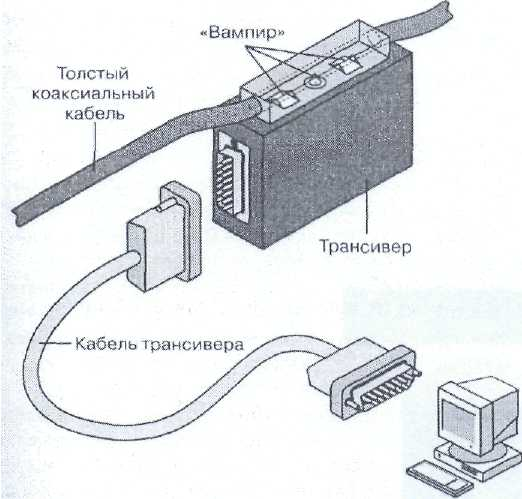 «Вампир»
Толстый
коаксиальный
кабель
Трансивер
Кабель трансивера